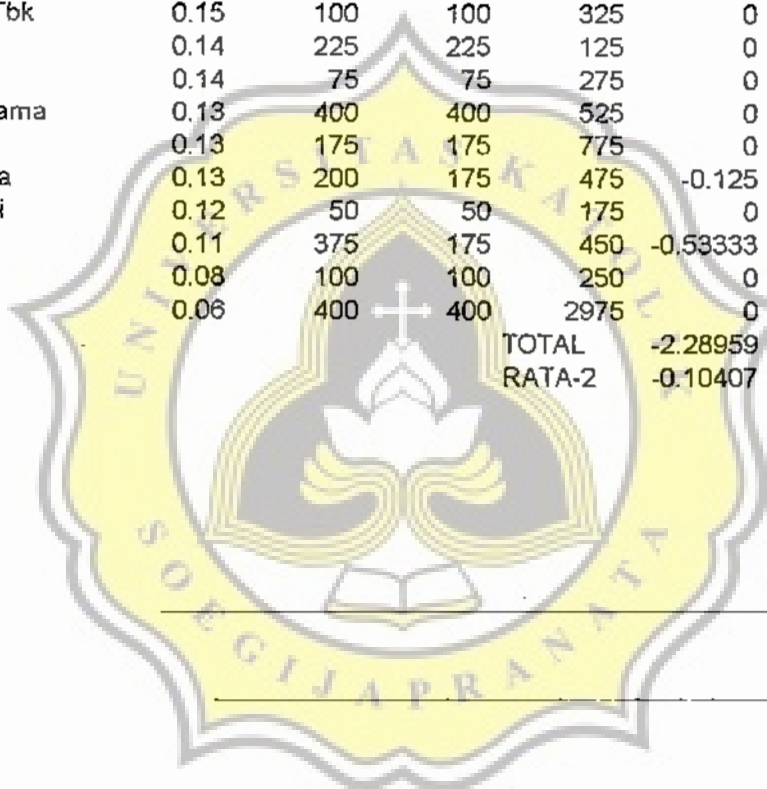 Tbk 0.15 100 100 325 0
0.14 225 225 125 0
0.14 75 75 275 0
ama 0.13 400 400 525 0
0.13 175 175 775 0
a 0.13 200 175 475 -0.125
i 0.12 50 50 175 0
0.11 375 175 450 -0.53333
0.08 100 100 250 0
0.06 400 400 2975 0
TOTAL -2.28959
RATA-2 -0.10407
UNIVERSITAS KATOLIK
SOEGIJAPRANATA